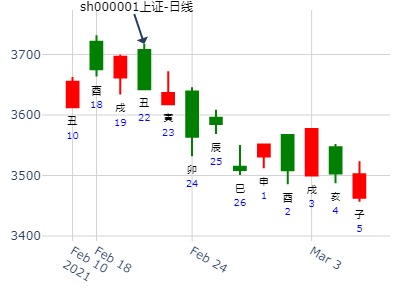 sh000001上证-日线
3700
3600
3500
3400
丑
10
酉
18
戌
19
丑
22
寅
23
卯
24
辰
25
巳
26
申
1
酉
2
戌
3
亥
4
子
5
Feb 10
2021
Feb 18
Feb 24
Mar 3